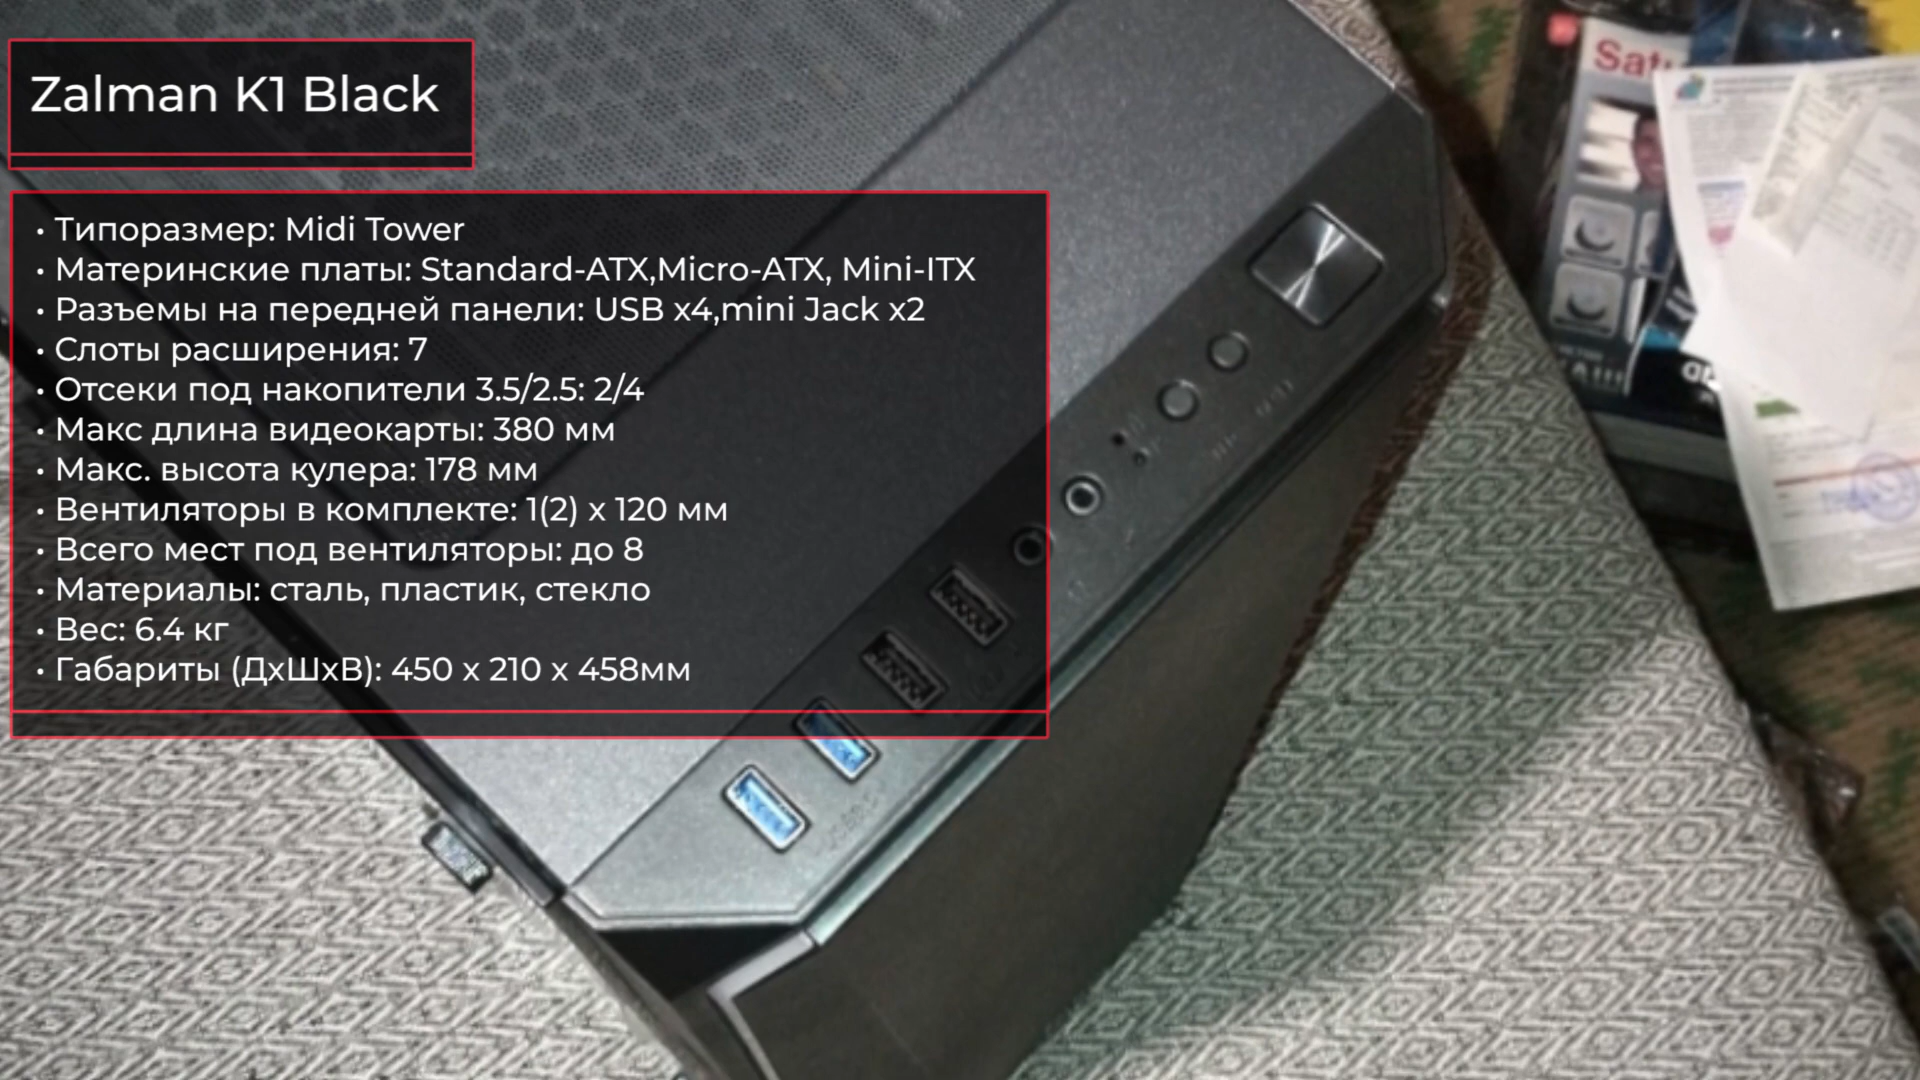 Zalman K1 Black
• Типоразмер: Midi Tower
• Материнские платы: Standard-ATX,Micro-ATX, Mini-ITX
• Разъемы на передней панели: USB x4,mini Jack x2
• Слоты расширения: 7
• Отсеки под накопители 3.5/2.5: 2/4
• Макс длина видеокарты: 380 мм
• Макс. высота кулера: 178 мм
• Вентиляторы в комплекте: 1(2) x 120 мм
• Всего мест под вентиляторы: до 8
• Материалы: сталь, пластик, стекло
• Вес: 6.4 кг
• Габариты (ДxШxВ): 450 x 210 x 458мм